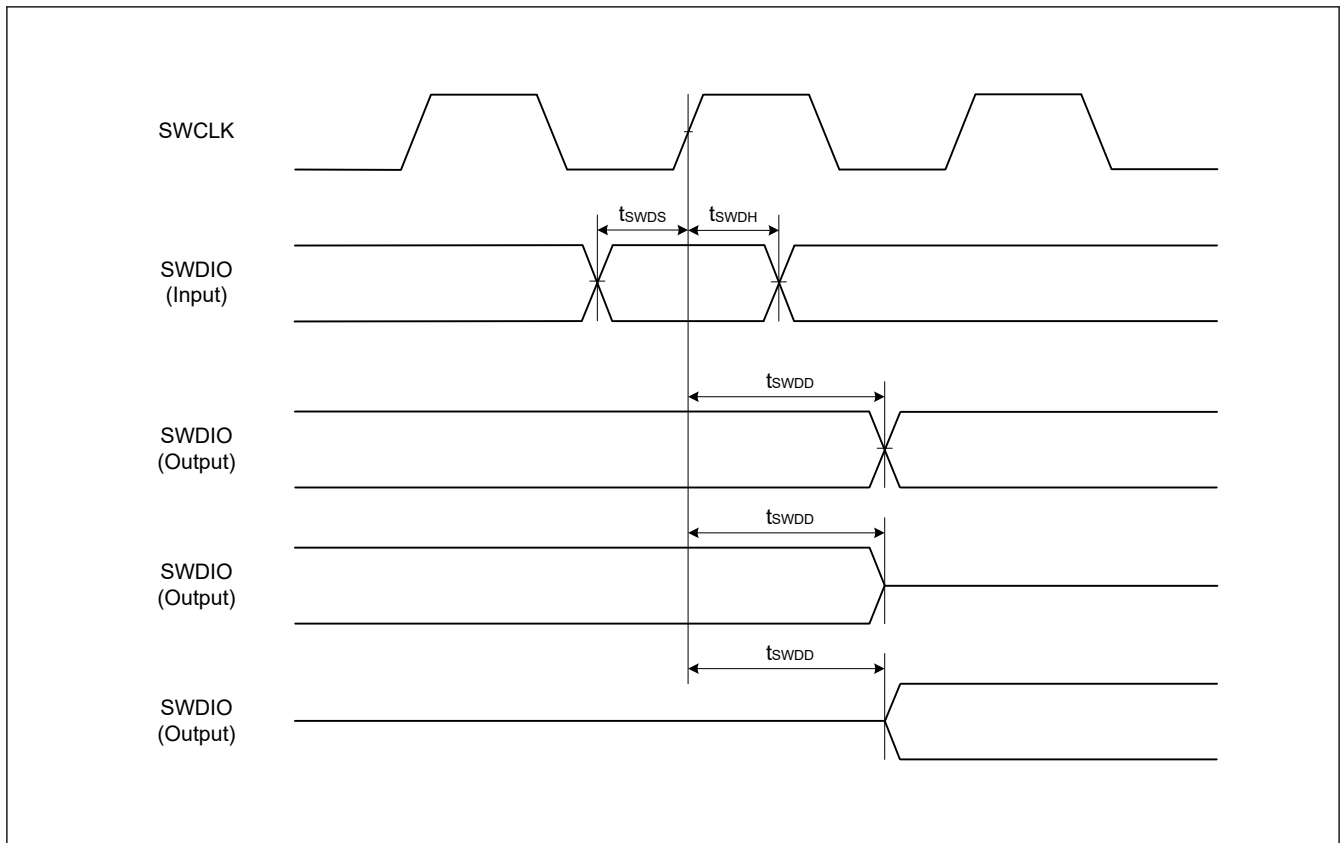 SWCLK
tSWDS
tSWDH
SWDIO
(Input)
tSWDD
SWDIO
(Output)
tSWDD
SWDIO
(Output)
tSWDD
SWDIO
(Output)